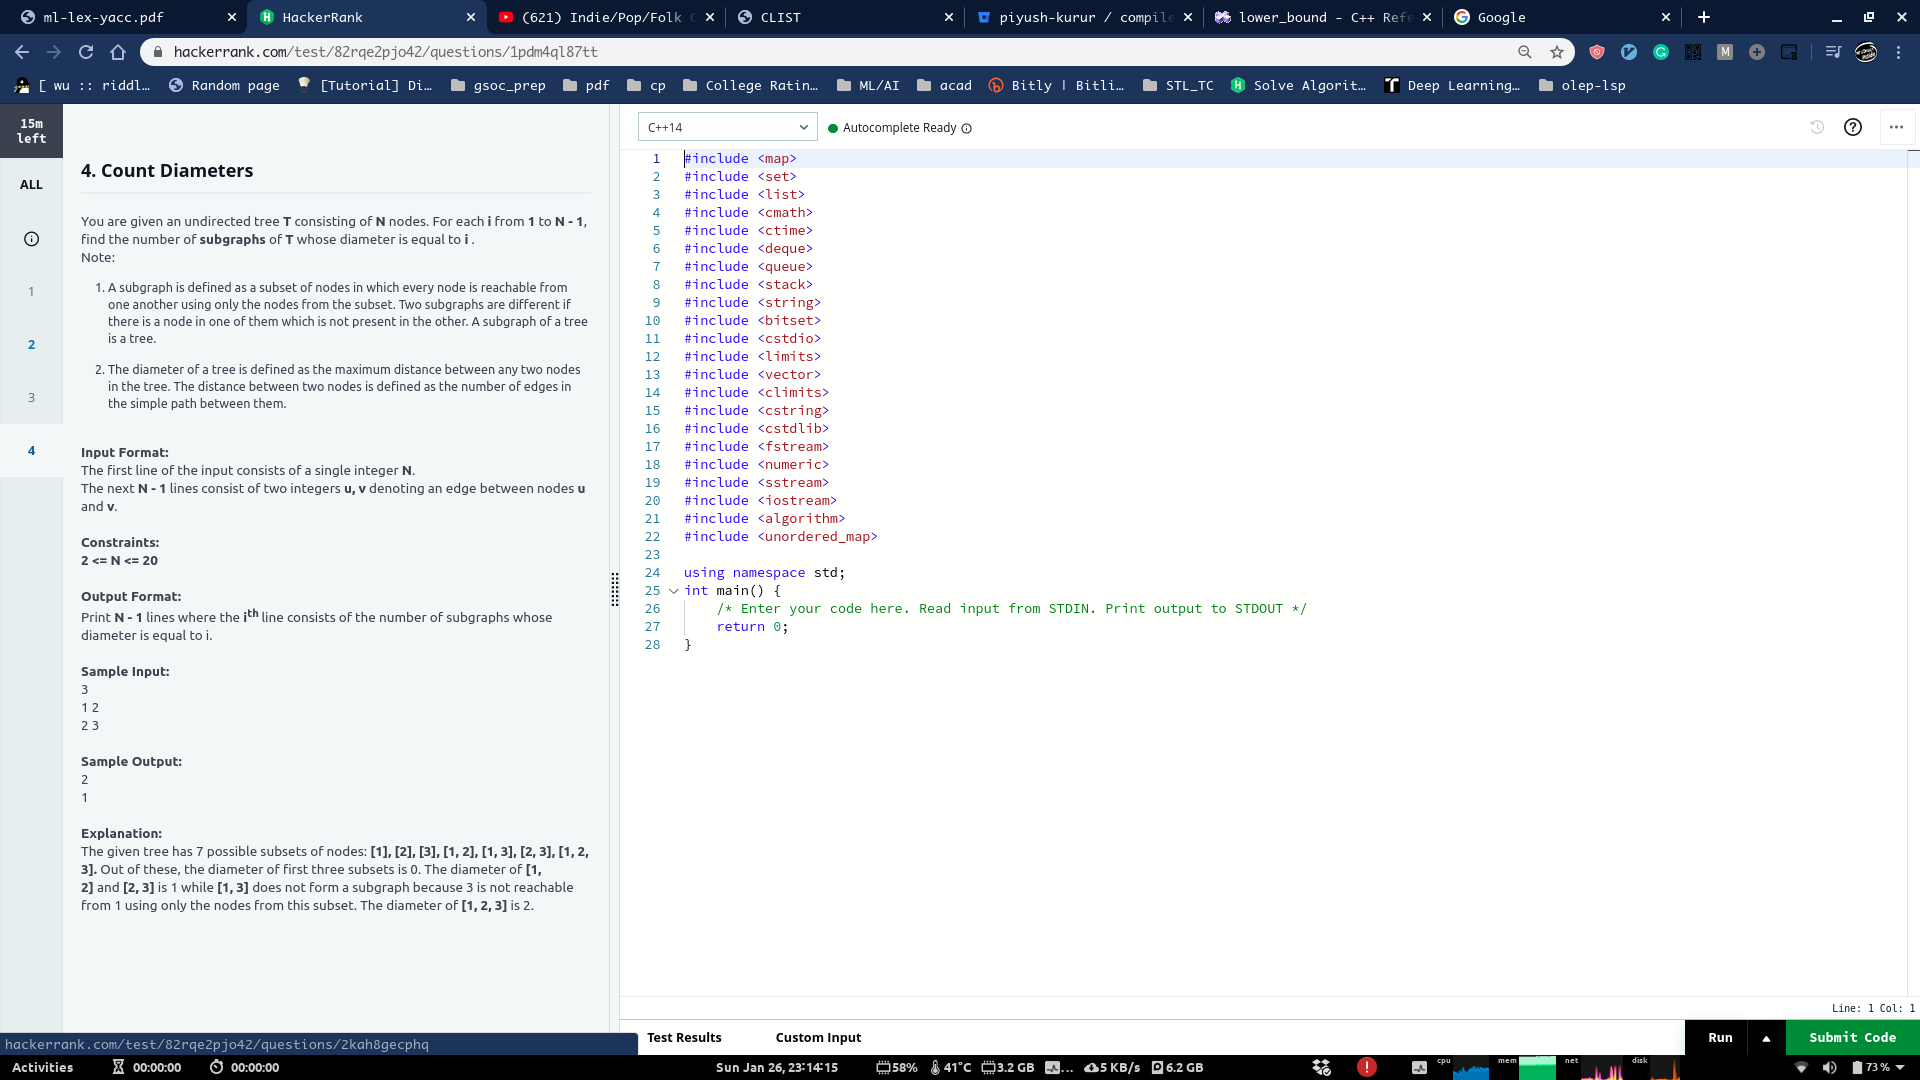 ml-lex-yacc.pdf
HackerRank
(621) Indie/Pop/Folk
CLIST
piyush-kurur / compile
lower_bound - C++ Refe
Google
hackerrank.com/test/82rqe2pjo42/questions/1pdm4ql87tt
[ wu :: riddl…
Random page
[Tutorial] Di…
gsoc_prep
pdf
cp
College Ratin…
ML/AI
acad
Bitly | Bitli…
STL_TC
Solve Algorit…
Deep Learning…
olep-lsp
15m
left
ALL
1
2
3
4
4. Count Diameters
You are given an undirected tree T consisting of N nodes. For each i from 1 to N - 1,
find the number of subgraphs of T whose diameter is equal to i .
Note:
1. A subgraph is defined as a subset of nodes in which every node is reachable from
one another using only the nodes from the subset. Two subgraphs are different if
there is a node in one of them which is not present in the other. A subgraph of a tree
is a tree.
2. The diameter of a tree is defined as the maximum distance between any two nodes
in the tree. The distance between two nodes is defined as the number of edges in
the simple path between them.
Input Format:
The first line of the input consists of a single integer N.
The next N - 1 lines consist of two integers u, v denoting an edge between nodes u
and v.
Constraints:
2 <= N <= 20
Output Format:
Print N - 1 lines where the ith line consists of the number of subgraphs whose
diameter is equal to i.
Sample Input:
3
1 2
2 3
Sample Output:
2
1
Explanation:
The given tree has 7 possible subsets of nodes: [1], [2], [3], [1, 2], [1, 3], [2, 3], [1, 2,
3]. Out of these, the diameter of first three subsets is 0. The diameter of [1,
2] and [2, 3] is 1 while [1, 3] does not form a subgraph because 3 is not reachable
from 1 using only the nodes from this subset. The diameter of [1, 2, 3] is 2.
hackerrank.com/test/82rqe2pjo42/questions/2kah8gecphq
C++14
Autocomplete Ready
1 #include <map>
2 #include <set>
3 #include <list>
4 #include <cmath>
5 #include <ctime>
6 #include <deque>
7 #include <queue>
8 #include <stack>
9 #include <string>
10 #include <bitset>
11 #include <cstdio>
12 #include <limits>
13 #include <vector>
14 #include <climits>
15 #include <cstring>
16 #include <cstdlib>
17 #include <fstream>
18 #include <numeric>
19 #include <sstream>
20 #include <iostream>
21 #include <algorithm>
22 #include <unordered_map>
23
24 using namespace std;
25 int main() {
26 /* Enter your code here. Read input from STDIN. Print output to STDOUT */
27 return 0;
28 }
Line: 1 Col: 1
Test Results
Custom Input
Run
Submit Code
Activities
00:00:00
00:00:00
Sun Jan 26, 23:14:15
58%
41°C
3.2 GB
...
5 KB/s
6.2 GB
cpu
mem
net
disk
73 %